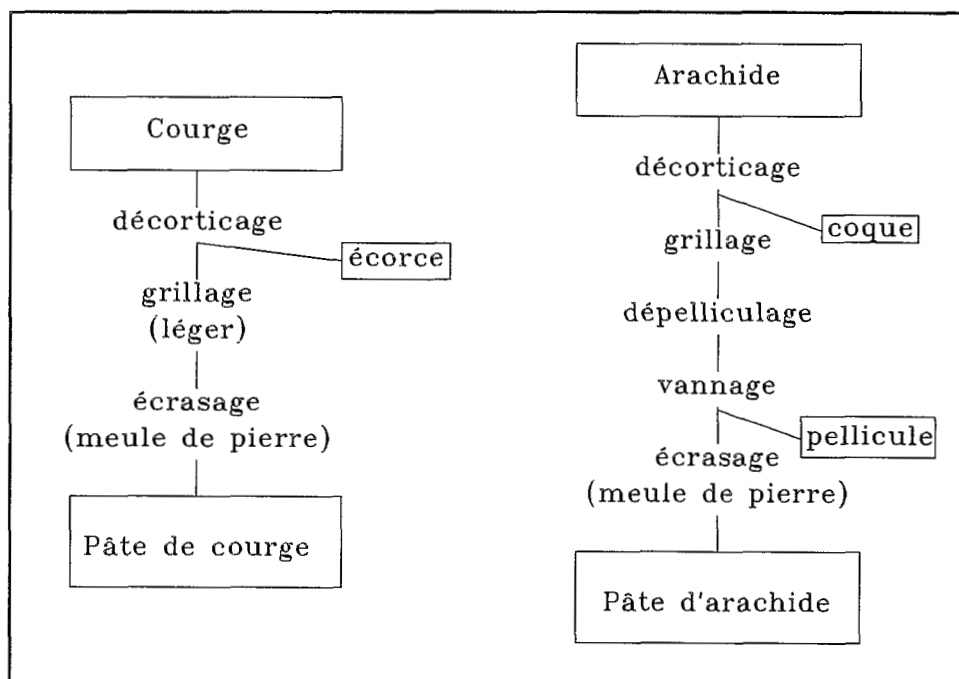 Courge
décorticage
écorce
grillage
(léger)
écrasage
(meule de pierre)
Pâte de courge
Arachide
décorticage
coque
grillage
dépelliculage
vannage
pellicule
écrasage
(meule de pierre)
Pâte d'arachide